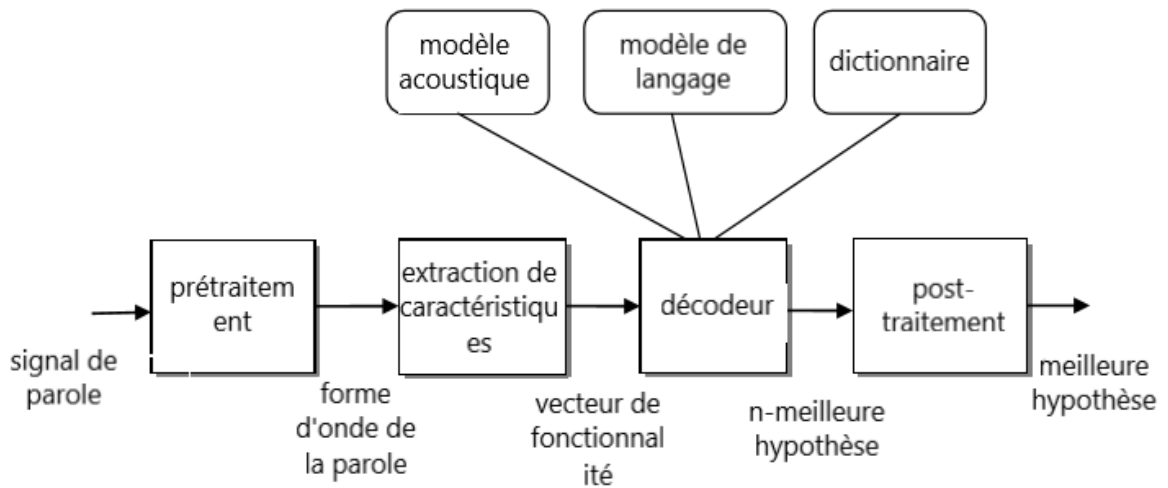 modèle
acoustique
modèle de
langage
dictionnaire
prétraitem
ent
extraction de
caractéristiqu
es
décodeur
post-
traitement
signal de
parole
forme
d'onde de
la parole
vecteur de
fonctionnal
ité
n-meilleure
hypothèse
meilleure
hypothèse